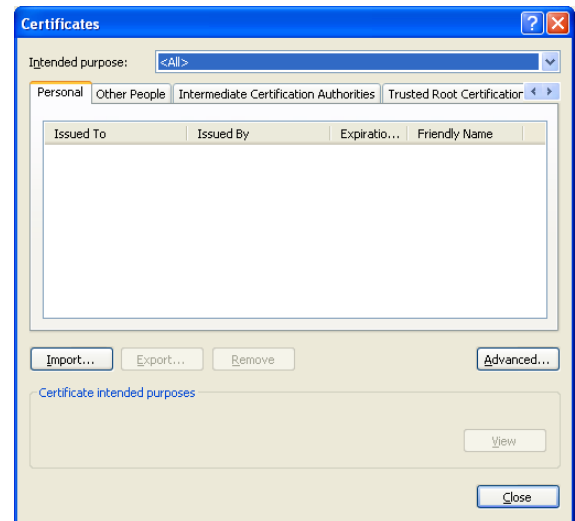 Certificates
Intended purpose: <All>
Personal Other People Intermediate Certification Authorities Trusted Root Certification
Issued To Issued By Expiratio... Friendly Name
Import... Export... Remove Advanced...
Certificate intended purposes
View
Close